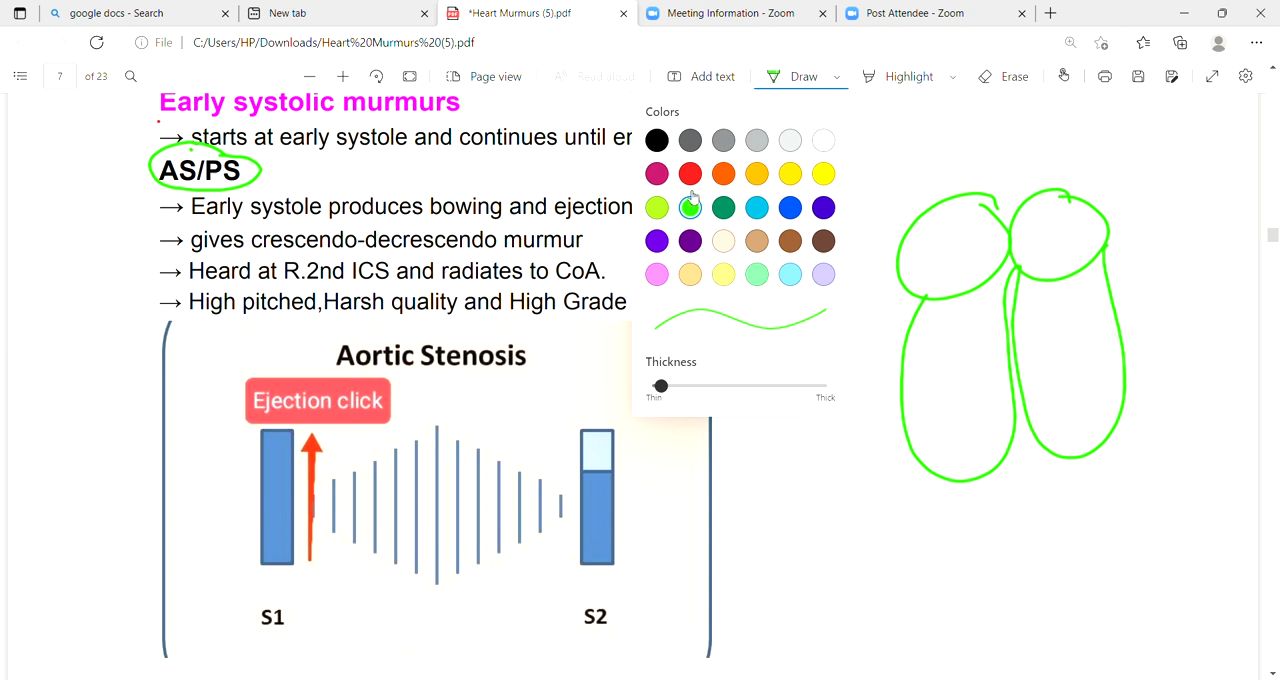 google docs - Search
New tab
*Heart Murmurs (5).pdf
Meeting Information - Zoom
Post Attendee - Zoom
File
C:/Users/HP/Downloads/Heart%20Murmurs%20(5).pdf
7 of 23
Page view
Read aloud
Add text
Draw
Highlight
Erase
Early systolic murmurs
→ starts at early systole and continues until er
AS/PS
→ Early systole produces bowing and ejection
→ gives crescendo-decrescendo murmur
→ Heard at R.2nd ICS and radiates to CoA.
→ High pitched,Harsh quality and High Grade
Colors
Thickness
Thin
Thick
Aortic Stenosis
Ejection click
S1
S2